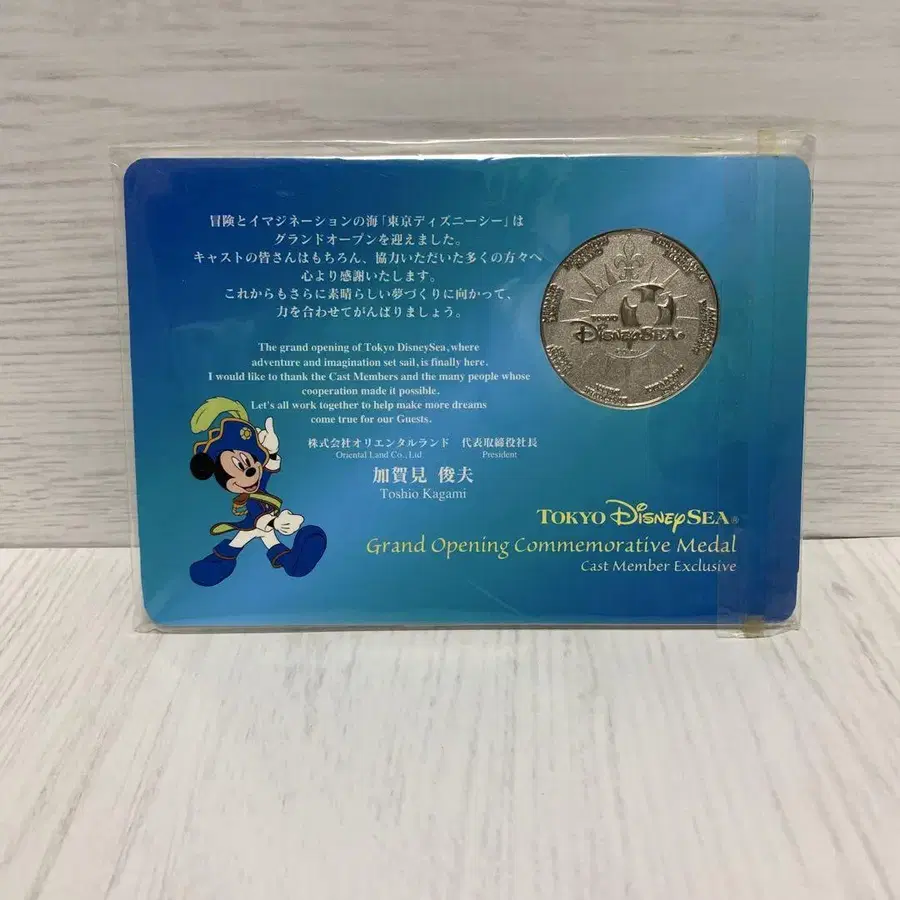 冒険とイマジネーションの海「東京ディズニーシー」は
グランドオープンを迎えました。
キャストの皆さんはもちろん、協力いただいた多くの方々へ
心より感謝いたします。
これからもさらに素晴らしい夢づくりに向かって、
力を合わせてがんばりましょう。
The grand opening of Tokyo DisneySea, where
adventure and imagination set sail, is finally here.
I would like to thank the Cast Members and the many people whose
cooperation made it possible.
Let's all work together to help make more dreams
come true for our Guests.
株式会社オリエンタルランド 代表取締役社長
Oriental Land Co., Ltd President
加賀見 俊夫
Toshio Kagami
TOKYO
DISNEYSEA®
TOKYO DISNEYSEA®
Grand Opening Commemorative Medal
Cast Member Exclusive